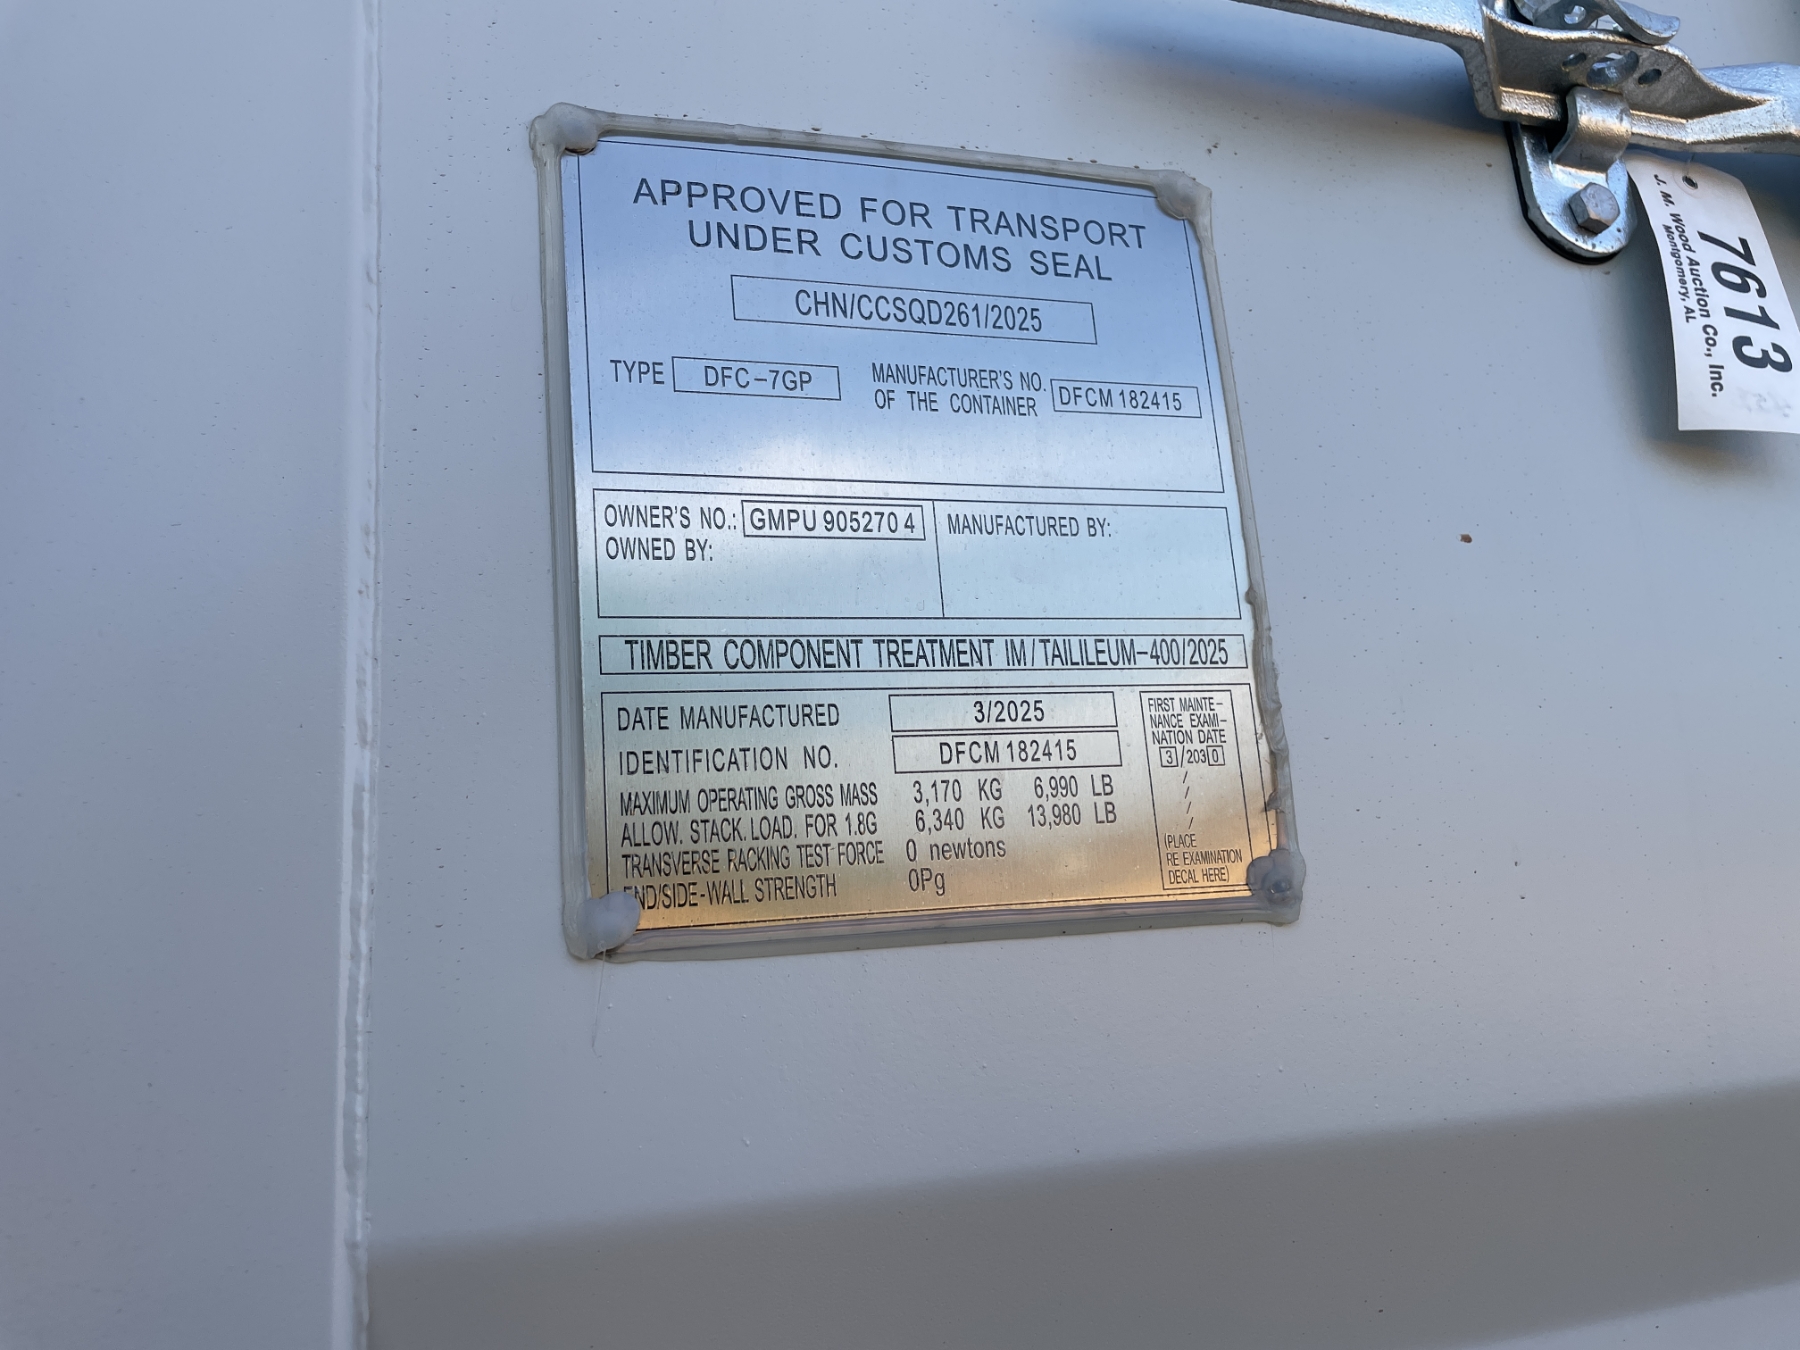 APPROVED FOR TRANSPORT
UNDER CUSTOMS SEAL
CHN/CCSQD261/2025
TYPE DFC-7GP MANUFACTURER'S NO.
OF THE CONTAINER DFCM 182415
OWNER'S NO.: GMPU 905270 4
OWNED BY:
MANUFACTURED BY:
TIMBER COMPONENT TREATMENT IM/TAILILEUM-400/2025
DATE MANUFACTURED 3/2025
IDENTIFICATION NO. DFCM 182415
MAXIMUM OPERATING GROSS MASS 3,170 KG 6,990 LB
ALLOW. STACK. LOAD. FOR 1.8G 6,340 KG 13,980 LB
TRANSVERSE RACKING TEST FORCE 0 newtons
END/SIDE-WALL STRENGTH 0Pg
FIRST MAINTE-
NANCE EXAMI-
NATION DATE
3/2030
/
/
/
(PLACE
RE EXAMINATION
DECAL HERE)
7613
J. M. Wood Auction Co., Inc.
Montgomery, AL